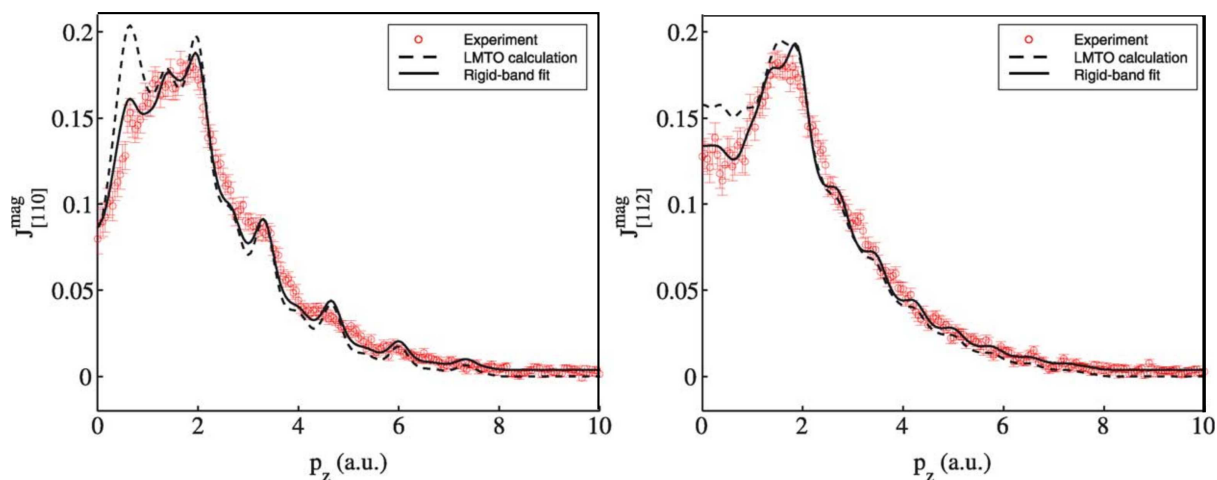 0.2
0.15
0.1
0.05
0
J^mag_[110]
Experiment
LMTO calculation
Rigid-band fit
0 2 4 6 8 10
p_z (a.u.)
0.2
0.15
0.1
0.05
0
J^mag_[112]
Experiment
LMTO calculation
Rigid-band fit
0 2 4 6 8 10
p_z (a.u.)